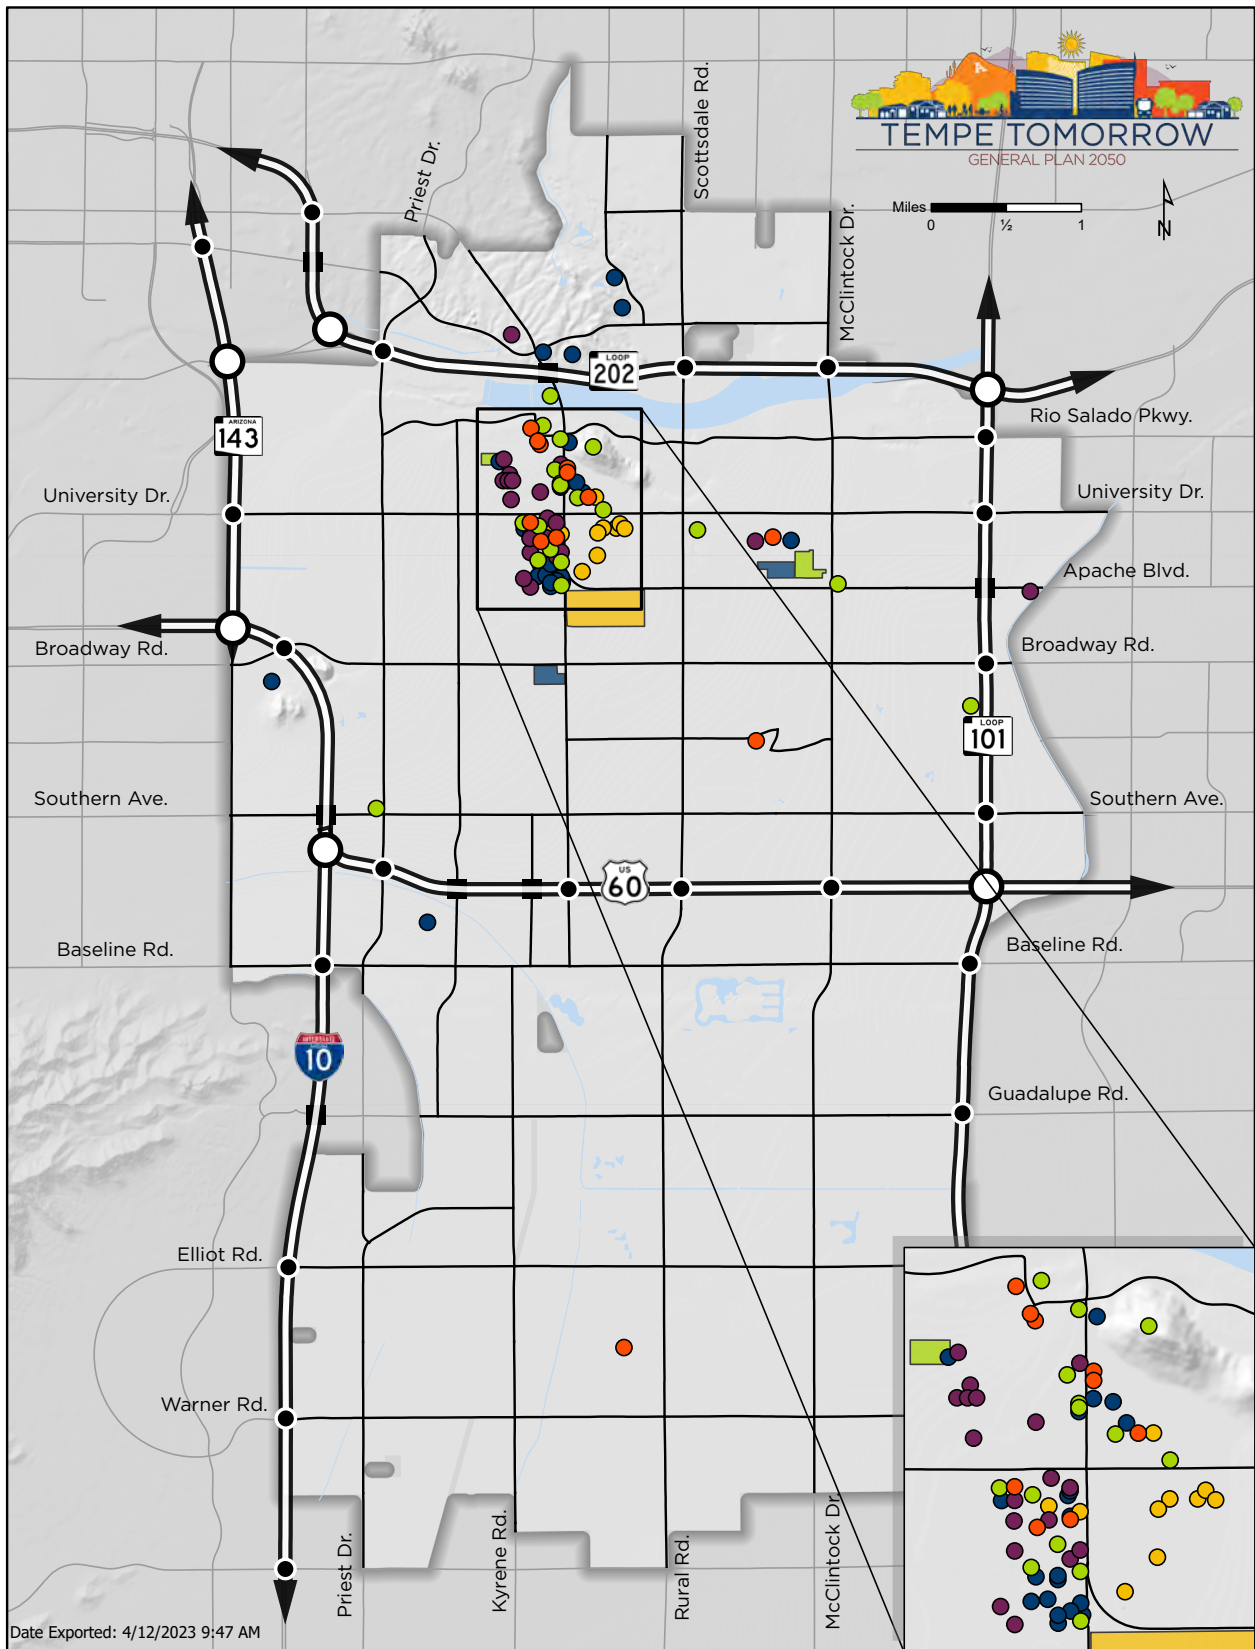 TEMPE TOMORROW
GENERAL PLAN 2050
Miles
0 ½ 1
N
Scottsdale Rd.
Priest Dr.
McClintock Dr.
LOOP
202
ARIZONA
143
Rio Salado Pkwy.
University Dr.
University Dr.
Apache Blvd.
Broadway Rd.
Broadway Rd.
LOOP
101
Southern Ave.
Southern Ave.
US
60
Baseline Rd.
Baseline Rd.
INTERSTATE
ARIZONA
10
Guadalupe Rd.
Elliot Rd.
Warner Rd.
Priest Dr.
Kyrene Rd.
Rural Rd.
McClintock Dr.
Date Exported: 4/12/2023 9:47 AM